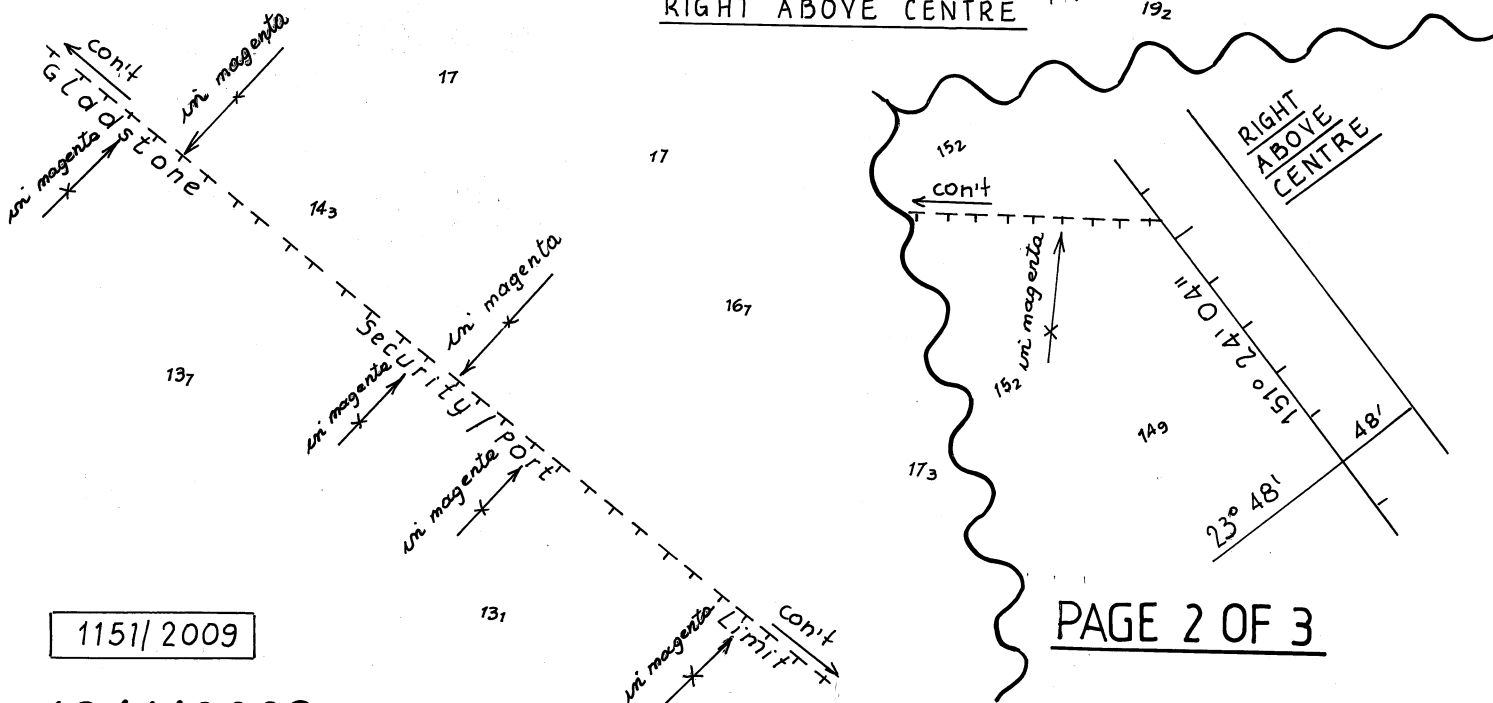 RIGHT ABOVE CENTRE
19₂
con't
in magenta
17
Gladstone
in magenta
17
14₃
15₂
con't
RIGHT
ABOVE
CENTRE
in magenta
in magenta
16₇
151° 24' 04"
13₇
Security/Port
in magenta
15₂
in magenta
14₉
48'
17₃
23° 48'
13₁
Limit
con't
in magenta
1151/2009
PAGE 2 OF 3